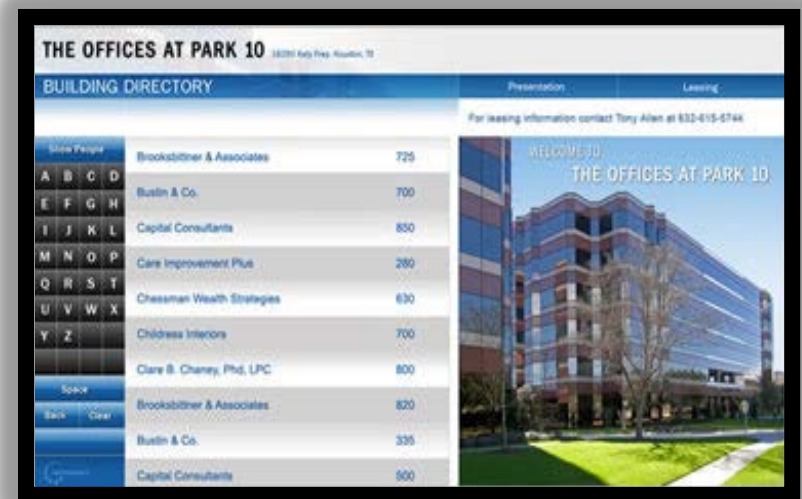 THE OFFICES AT PARK 10
BUILDING DIRECTORY
Presentation
Leasing
For leasing information contact Tony Allen at 832-615-5744
Show People
A B C D
E F G H
I J K L
M N O P
Q R S T
U V W X
Y Z
Space
Back Clear
Brooksbittner & Associates 725
Bustin & Co. 700
Capital Consultants 850
Care Improvement Plus 280
Chessman Wealth Strategies 630
Childress Interiors 700
Clare B. Chaney, Phd, LPC 800
Brooksbittner & Associates 820
Bustin & Co. 335
Capital Consultants 500
WELCOME TO
THE OFFICES AT PARK 10